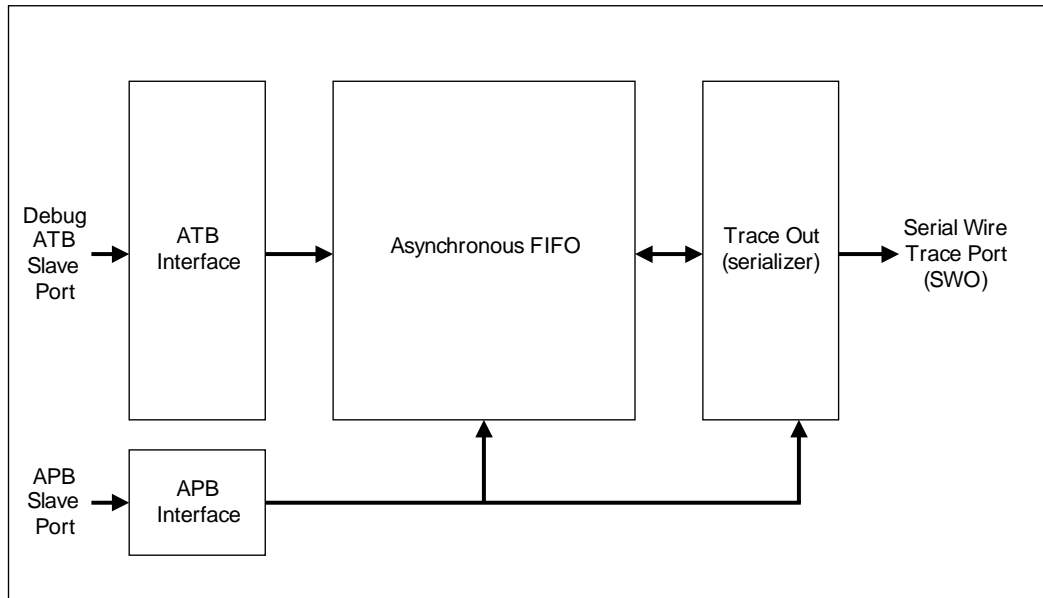 Debug
ATB
Slave
Port
ATB
Interface
Asynchronous FIFO
Trace Out
(serializer)
Serial Wire
Trace Port
(SWO)
APB
Slave
Port
APB
Interface